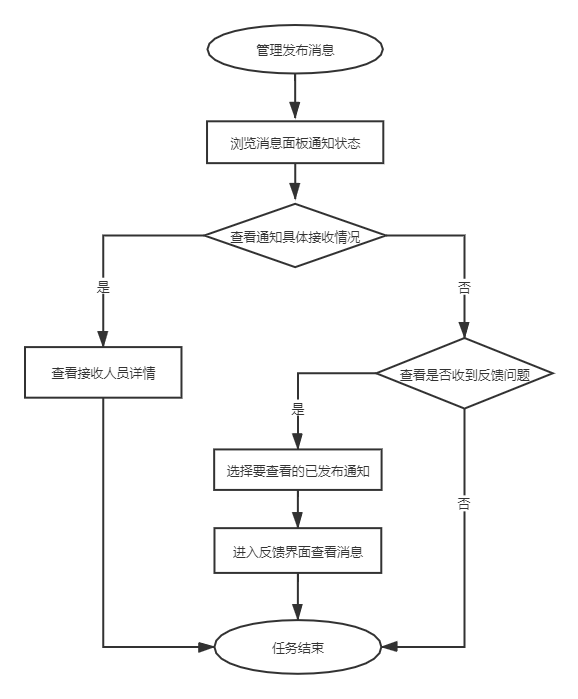 管理发布消息
浏览消息面板通知状态
查看通知具体接收情况
是
否
查看接收人员详情
查看是否收到反馈问题
是
选择要查看的已发布通知
否
进入反馈界面查看消息
任务结束